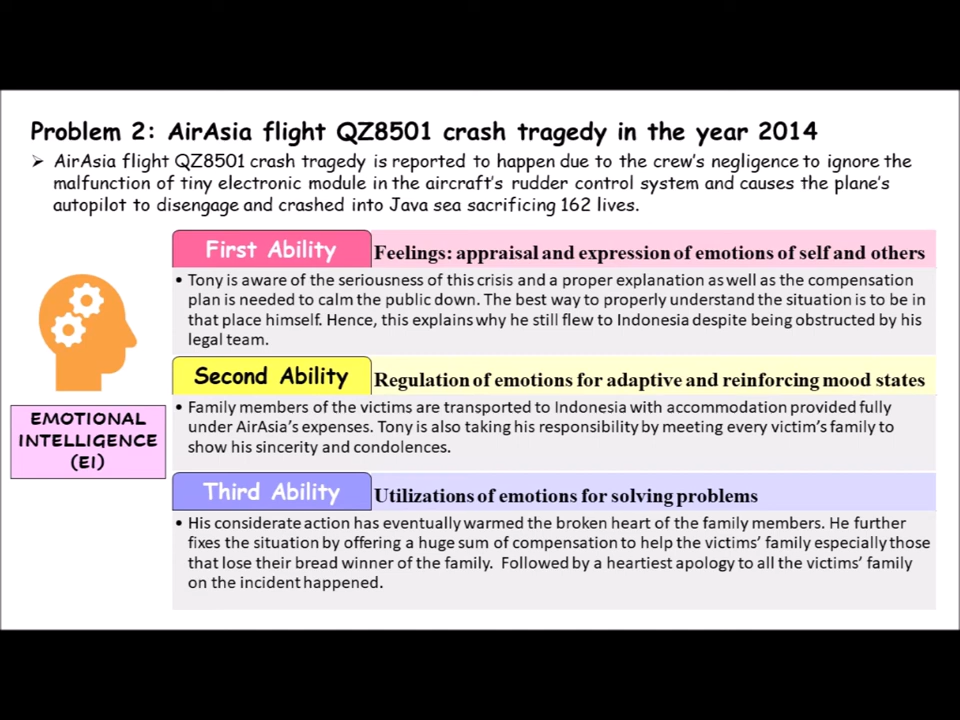 Problem 2: AirAsia flight QZ8501 crash tragedy in the year 2014
➢ AirAsia flight QZ8501 crash tragedy is reported to happen due to the crew's negligence to ignore the
malfunction of tiny electronic module in the aircraft's rudder control system and causes the plane's
autopilot to disengage and crashed into Java sea sacrificing 162 lives.
First Ability
Feelings: appraisal and expression of emotions of self and others
• Tony is aware of the seriousness of this crisis and a proper explanation as well as the compensation
plan is needed to calm the public down. The best way to properly understand the situation is to be in
that place himself. Hence, this explains why he still flew to Indonesia despite being obstructed by his
legal team.
Second Ability
Regulation of emotions for adaptive and reinforcing mood states
• Family members of the victims are transported to Indonesia with accommodation provided fully
under AirAsia's expenses. Tony is also taking his responsibility by meeting every victim's family to
show his sincerity and condolences.
EMOTIONAL
INTELLIGENCE
(EI)
Third Ability
Utilizations of emotions for solving problems
• His considerate action has eventually warmed the broken heart of the family members. He further
fixes the situation by offering a huge sum of compensation to help the victims' family especially those
that lose their bread winner of the family. Followed by a heartiest apology to all the victims' family
on the incident happened.